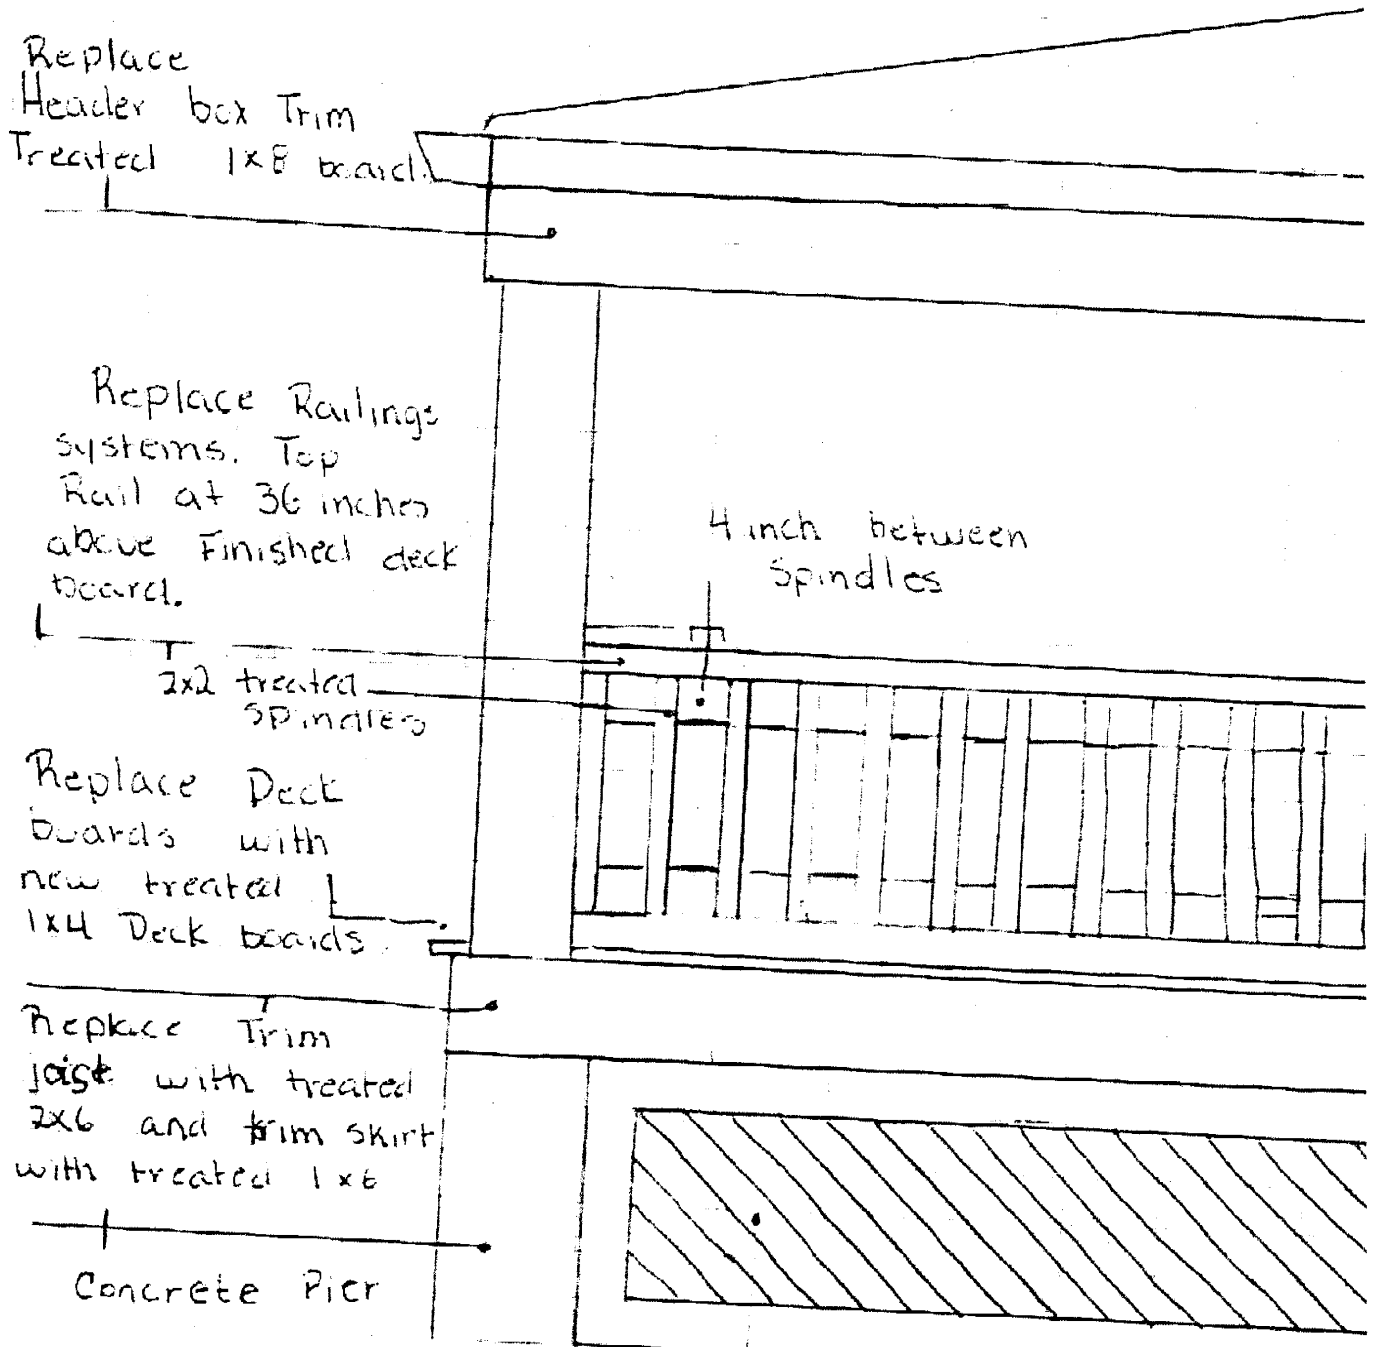 Replace
Header box Trim
Treated 1x8 board
Replace Railings
systems. Top
Rail at 36 inches
above Finished deck
board.
4 inch between
spindles
2x2 treated
spindles
Replace Deck
boards with
new treated
1x4 Deck boards
Replace Trim
joist with treated
2x6 and trim skirt
with treated 1x6
Concrete Pier